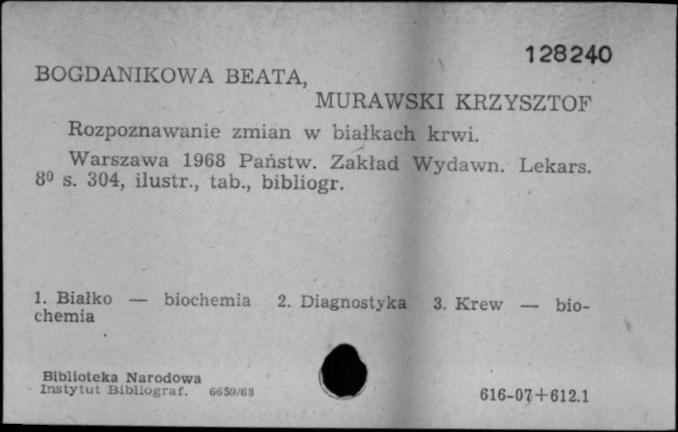 128240
BOGDANIKOWA BEATA,
MURAWSKI KRZYSZTOF
Rozpoznawanie zmian w białkach krwi.
Warszawa 1968 Państw. Zakład Wydawn. Lekars.
8⁰ s. 304, ilustr., tab., bibliogr.
1. Białko — biochemia 2. Diagnostyka 3. Krew — bio-
chemia
Biblioteka Narodowa
Instytut Bibliograf. 6659/68
616-07+612.1